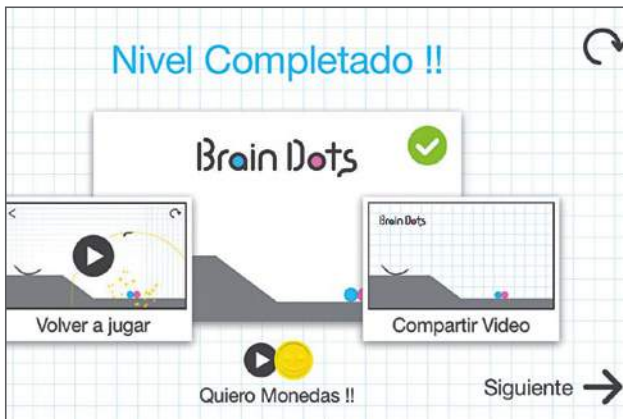 Nivel Completado !!
Brain Dots
Brain Dots
Volver a jugar
Compartir Video
Quiero Monedas !!
Siguiente